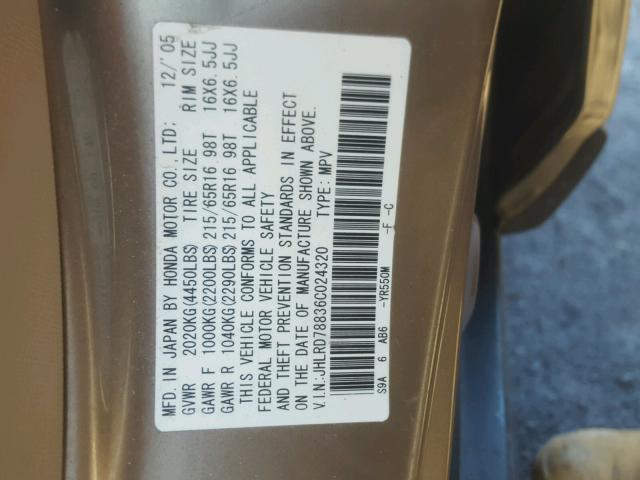 MFD. IN JAPAN BY HONDA MOTOR CO., LTD; 12/'05
GVWR 2020KG(4450LBS) TIRE SIZE RIM SIZE
GAWR F 1000KG(2200LBS)215/65R16 98T 16X6.5JJ
GAWR R 1040KG(2290LBS)215/65R16 98T 16X6.5JJ
THIS VEHICLE CONFORMS TO ALL APPLICABLE
FEDERAL MOTOR VEHICLE SAFETY
AND THEFT PREVENTION STANDARDS IN EFFECT
ON THE DATE OF MANUFACTURE SHOWN ABOVE.
V.I.N:JHLRD78836C024320 TYPE: MPV
S9A 6 AB6 -YR550M -F -C